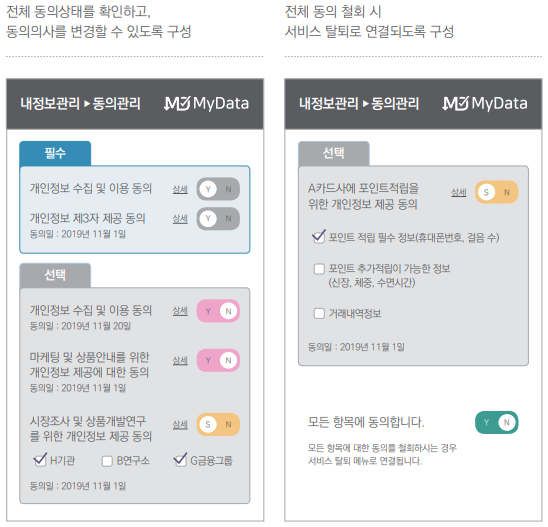 전체 동의상태를 확인하고,
동의의사를 변경할 수 있도록 구성
내정보관리 ▸ 동의관리 MyData
필수
개인정보 수집 및 이용 동의 상세 Y N
개인정보 제3자 제공 동의 상세 Y N
동의일 : 2019년 11월 1일
선택
개인정보 수집 및 이용 동의 상세 Y N
동의일 : 2019년 11월 20일
마케팅 및 상품안내를 위한
개인정보 제공에 대한 동의 상세 Y N
동의일 : 2019년 11월 1일
시장조사 및 상품개발연구
를 위한 개인정보 제공 동의 상세 S N
H기관 B연구소 G금융그룹
동의일 : 2019년 11월 1일
전체 동의 철회 시
서비스 탈퇴로 연결되도록 구성
내정보관리 ▸ 동의관리 MyData
선택
A카드사에 포인트적립을
위한 개인정보 제공 동의 상세 S N
포인트 적립 필수 정보(휴대폰번호, 걸음 수)
포인트 추가적립이 가능한 정보
(신장, 체중, 수면시간)
거래내역정보
동의일 : 2019년 11월 1일
모든 항목에 동의합니다. Y N
모든 항목에 대한 동의를 철회하시는 경우
서비스 탈퇴 메뉴로 연결됩니다.